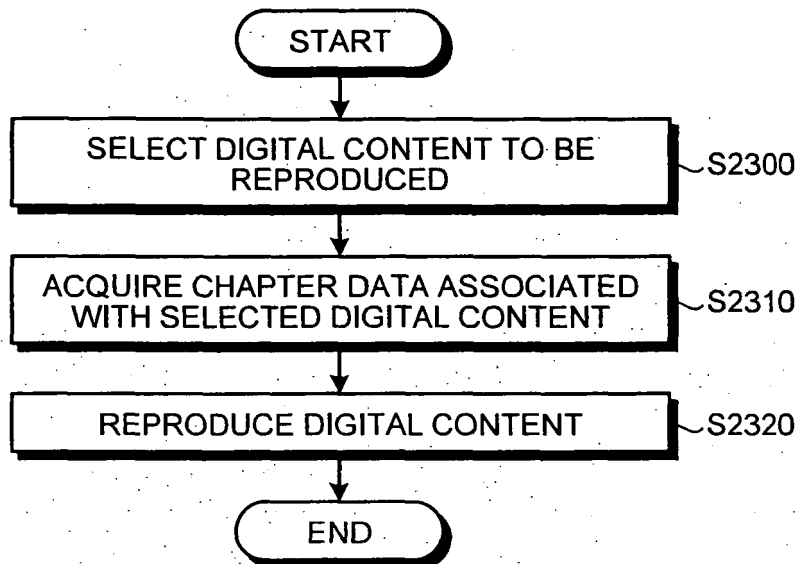 START
SELECT DIGITAL CONTENT TO BE
REPRODUCED
S2300
ACQUIRE CHAPTER DATA ASSOCIATED
WITH SELECTED DIGITAL CONTENT
S2310
REPRODUCE DIGITAL CONTENT
S2320
END